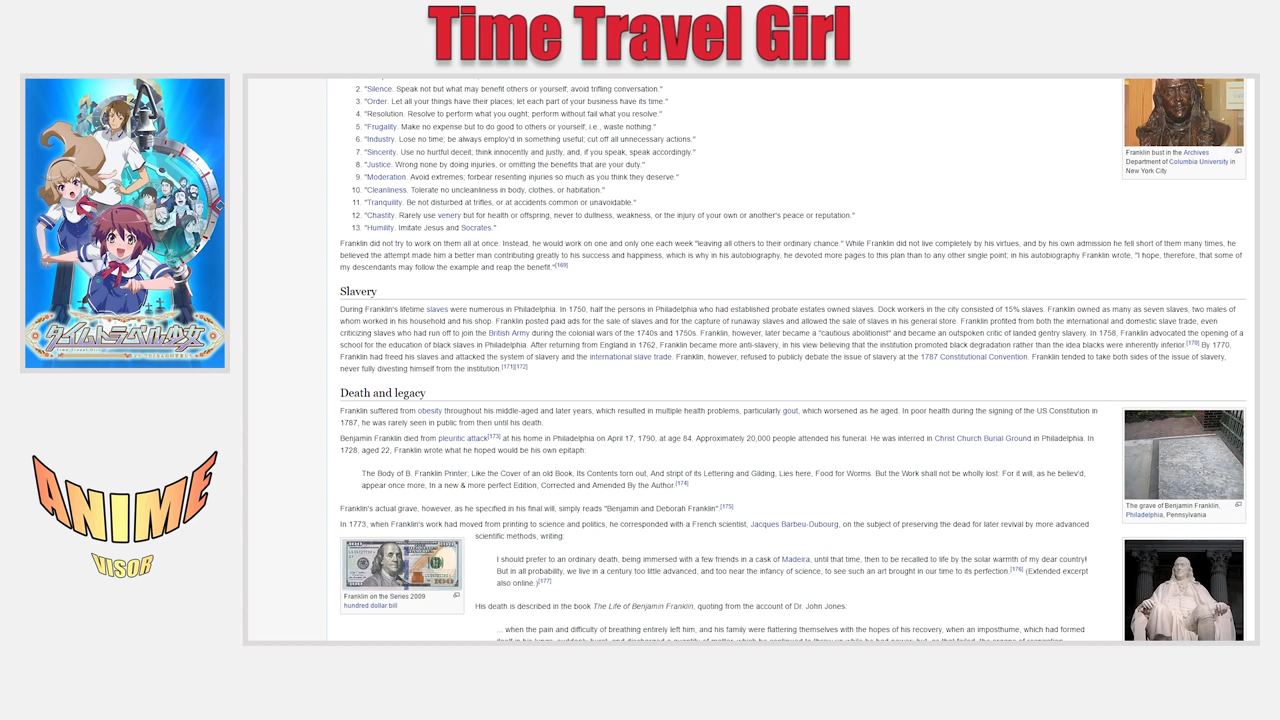 Time Travel Girl
タイムトラベル少女
ANIME
VISOR
2. "Silence. Speak not but what may benefit others or yourself; avoid trifling conversation."
3. "Order. Let all your things have their places; let each part of your business have its time."
4. "Resolution. Resolve to perform what you ought; perform without fail what you resolve."
5. "Frugality. Make no expense but to do good to others or yourself; i.e., waste nothing."
6. "Industry. Lose no time; be always employ'd in something useful; cut off all unnecessary actions."
7. "Sincerity. Use no hurtful deceit; think innocently and justly, and, if you speak, speak accordingly."
8. "Justice. Wrong none by doing injuries, or omitting the benefits that are your duty."
9. "Moderation. Avoid extremes; forbear resenting injuries so much as you think they deserve."
10. "Cleanliness. Tolerate no uncleanliness in body, clothes, or habitation."
11. "Tranquility. Be not disturbed at trifles, or at accidents common or unavoidable."
12. "Chastity. Rarely use venery but for health or offspring, never to dullness, weakness, or the injury of your own or another's peace or reputation."
13. "Humility. Imitate Jesus and Socrates."
Franklin bust in the Archives
Department of Columbia University in
New York City
Franklin did not try to work on them all at once. Instead, he would work on one and only one each week "leaving all others to their ordinary chance." While Franklin did not live completely by his virtues, and by his own admission he fell short of them many times, he
believed the attempt made him a better man contributing greatly to his success and happiness, which is why in his autobiography, he devoted more pages to this plan than to any other single point; in his autobiography Franklin wrote, "I hope, therefore, that some of
my descendants may follow the example and reap the benefit."[169]
Slavery
During Franklin's lifetime slaves were numerous in Philadelphia. In 1750, half the persons in Philadelphia who had established probate estates owned slaves. Dock workers in the city consisted of 15% slaves. Franklin owned as many as seven slaves, two males of
whom worked in his household and his shop. Franklin posted paid ads for the sale of slaves and for the capture of runaway slaves and allowed the sale of slaves in his general store. Franklin profited from both the international and domestic slave trade, even
criticizing slaves who had run off to join the British Army during the colonial wars of the 1740s and 1750s. Franklin, however, later became a "cautious abolitionist" and became an outspoken critic of landed gentry slavery. In 1758, Franklin advocated the opening of a
school for the education of black slaves in Philadelphia. After returning from England in 1762, Franklin became more anti-slavery, in his view believing that the institution promoted black degradation rather than the idea blacks were inherently inferior.[170] By 1770,
Franklin had freed his slaves and attacked the system of slavery and the international slave trade. Franklin, however, refused to publicly debate the issue of slavery at the 1787 Constitutional Convention. Franklin tended to take both sides of the issue of slavery,
never fully divesting himself from the institution.[171][172]
Death and legacy
Franklin suffered from obesity throughout his middle-aged and later years, which resulted in multiple health problems, particularly gout, which worsened as he aged. In poor health during the signing of the US Constitution in
1787, he was rarely seen in public from then until his death.
Benjamin Franklin died from pleuritic attack[173] at his home in Philadelphia on April 17, 1790, at age 84. Approximately 20,000 people attended his funeral. He was interred in Christ Church Burial Ground in Philadelphia. In
1728, aged 22, Franklin wrote what he hoped would be his own epitaph:
The Body of B. Franklin Printer; Like the Cover of an old Book, Its Contents torn out, And stript of its Lettering and Gilding, Lies here, Food for Worms. But the Work shall not be wholly lost: For it will, as he believ'd,
appear once more, In a new & more perfect Edition, Corrected and Amended By the Author.[174]
Franklin's actual grave, however, as he specified in his final will, simply reads "Benjamin and Deborah Franklin".[175]
The grave of Benjamin Franklin,
Philadelphia, Pennsylvania
In 1773, when Franklin's work had moved from printing to science and politics, he corresponded with a French scientist, Jacques Barbeu-Dubourg, on the subject of preserving the dead for later revival by more advanced
scientific methods, writing:
I should prefer to an ordinary death, being immersed with a few friends in a cask of Madeira, until that time, then to be recalled to life by the solar warmth of my dear country!
But in all probability, we live in a century too little advanced, and too near the infancy of science, to see such an art brought in our time to its perfection.[176] (Extended excerpt
also online.)[177]
Franklin on the Series 2009
hundred dollar bill
His death is described in the book The Life of Benjamin Franklin, quoting from the account of Dr. John Jones:
... when the pain and difficulty of breathing entirely left him, and his family were flattering themselves with the hopes of his recovery, when an imposthume, which had formed